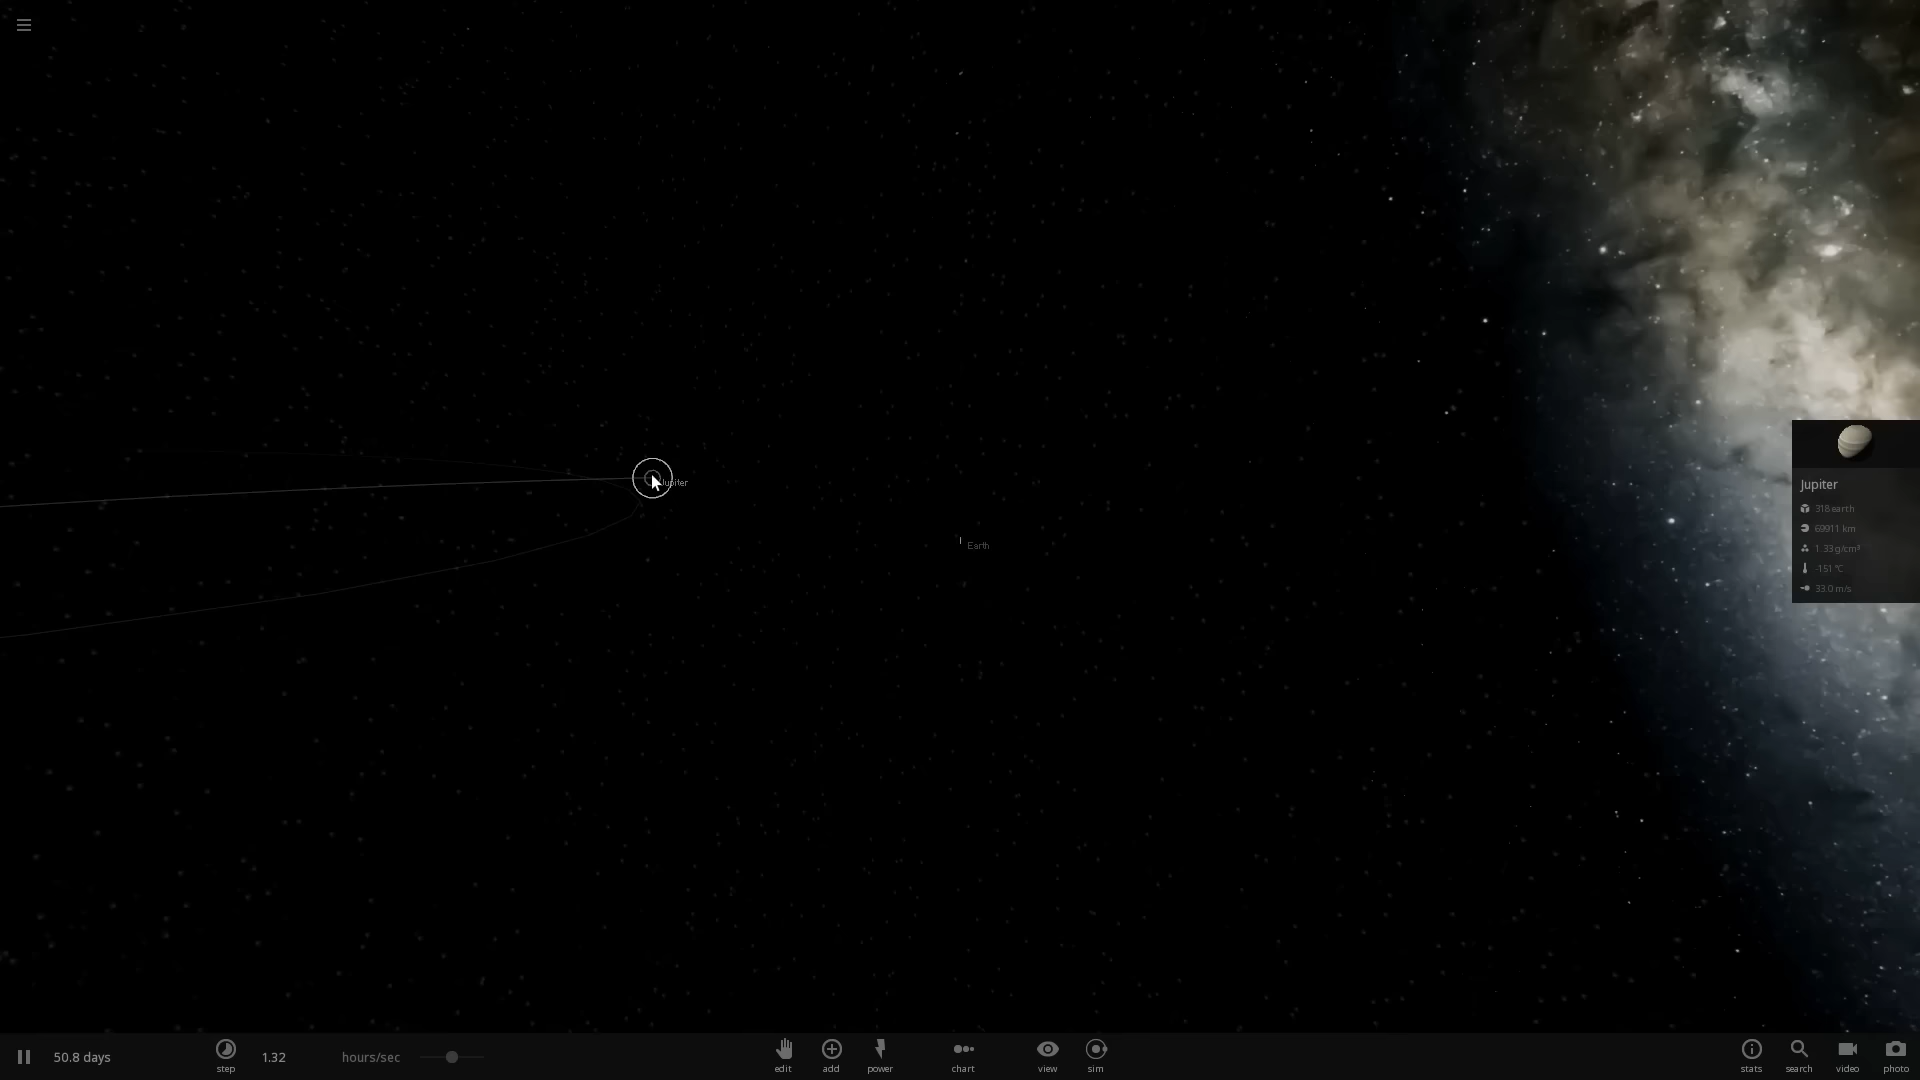 Jupiter
Earth
Jupiter
318 earth
69911 km
1.33 g/cm³
-151 °C
33.0 m/s
50.8 days
step
1.32
hours/sec
edit
add
power
chart
view
sim
stats
search
video
photo